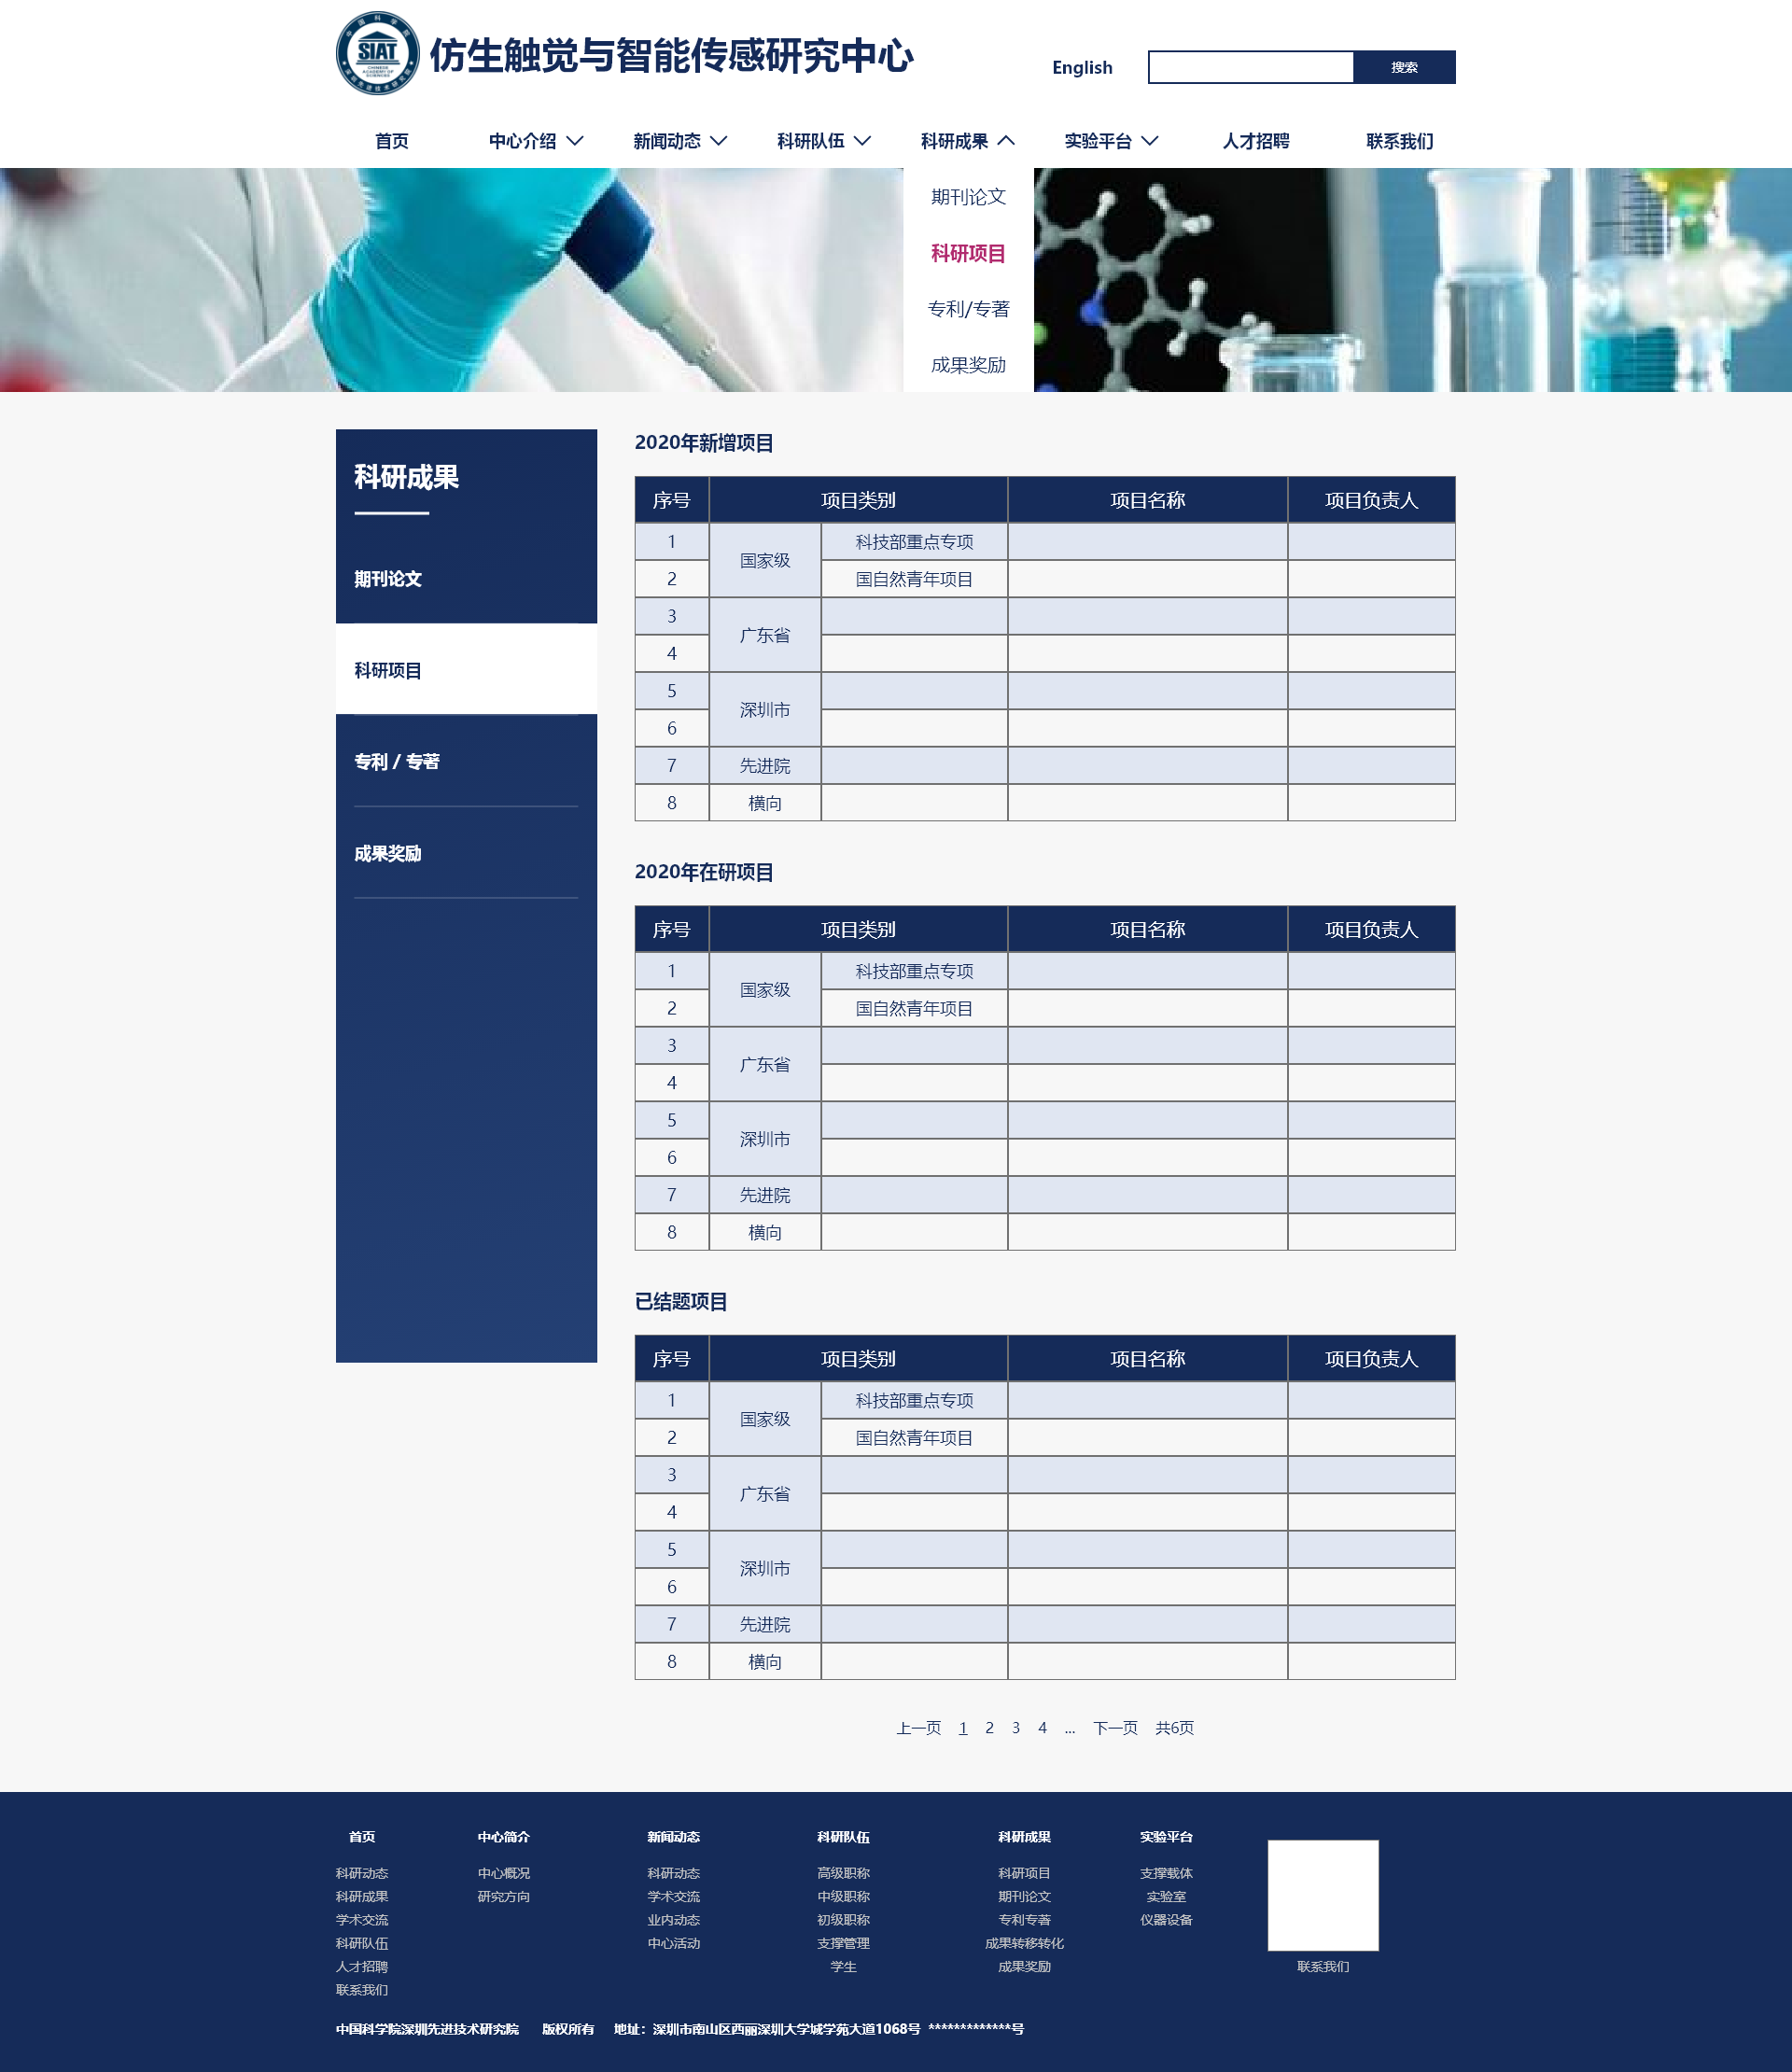 SIAT
CHINESE
ACADEMY OF
SCIENCES
仿生触觉与智能传感研究中心
English
搜索
首页 中心介绍 新闻动态 科研队伍 科研成果 实验平台 人才招聘 联系我们
期刊论文
科研项目
专利/专著
成果奖励
科研成果
期刊论文
科研项目
专利 / 专著
成果奖励
2020年新增项目
序号 项目类别 项目名称 项目负责人
1 国家级 科技部重点专项
2 国自然青年项目
3 广东省
4
5 深圳市
6
7 先进院
8 横向
2020年在研项目
序号 项目类别 项目名称 项目负责人
1 国家级 科技部重点专项
2 国自然青年项目
3 广东省
4
5 深圳市
6
7 先进院
8 横向
已结题项目
序号 项目类别 项目名称 项目负责人
1 国家级 科技部重点专项
2 国自然青年项目
3 广东省
4
5 深圳市
6
7 先进院
8 横向
上一页 1 2 3 4 ... 下一页 共6页
首页 中心简介 新闻动态 科研队伍 科研成果 实验平台
科研动态 中心概况 科研动态 高级职称 科研项目 支撑载体
科研成果 研究方向 学术交流 中级职称 期刊论文 实验室
学术交流 业内动态 初级职称 专利专著 仪器设备
科研队伍 中心活动 支撑管理 成果转移转化
人才招聘 学生 成果奖励 联系我们
联系我们
中国科学院深圳先进技术研究院 版权所有 地址：深圳市南山区西丽深圳大学城学苑大道1068号 *************号